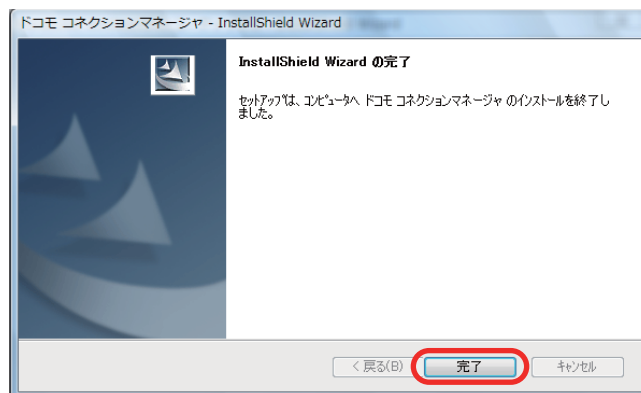 ドコモ コネクションマネージャ - InstallShield Wizard
InstallShield Wizard の完了
セットアップは、コンピュータへ ドコモ コネクションマネージャ のインストールを終了し
ました。
< 戻る(B)
完了
キャンセル